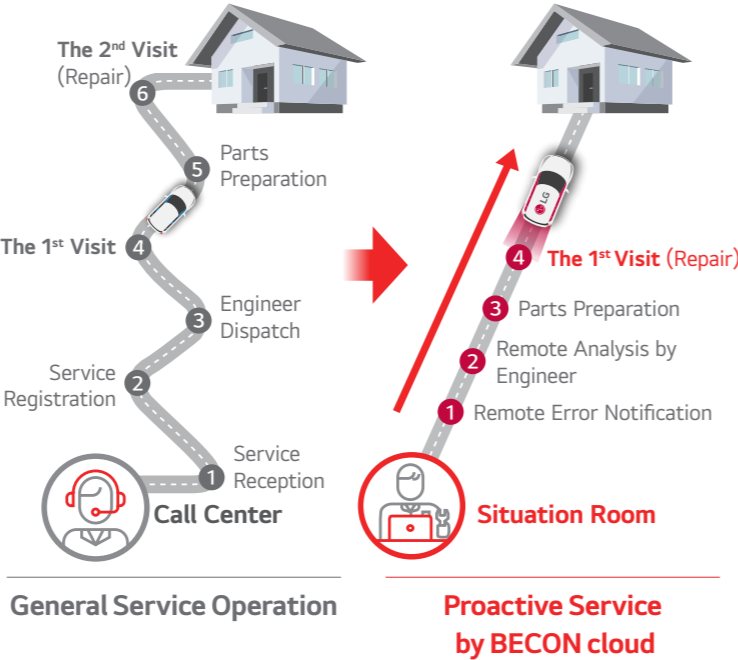 The 2nd Visit
(Repair)
6
5
Parts
Preparation
The 1st Visit
4
3
Engineer
Dispatch
Service
Registration
2
1
Service
Reception
Call Center
General Service Operation
LG
4
The 1st Visit (Repair)
3
Parts Preparation
2
Remote Analysis by
Engineer
1
Remote Error Notification
Situation Room
Proactive Service
by BECON cloud